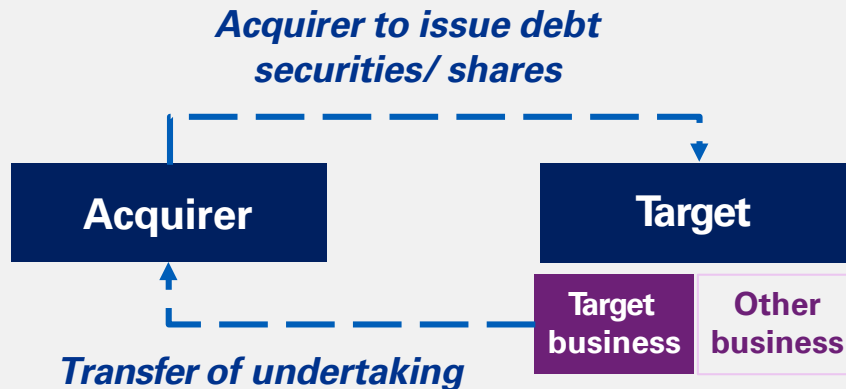 Acquirer to issue debt
securities/ shares
Acquirer
Target
Target
business
Other
business
Transfer of undertaking